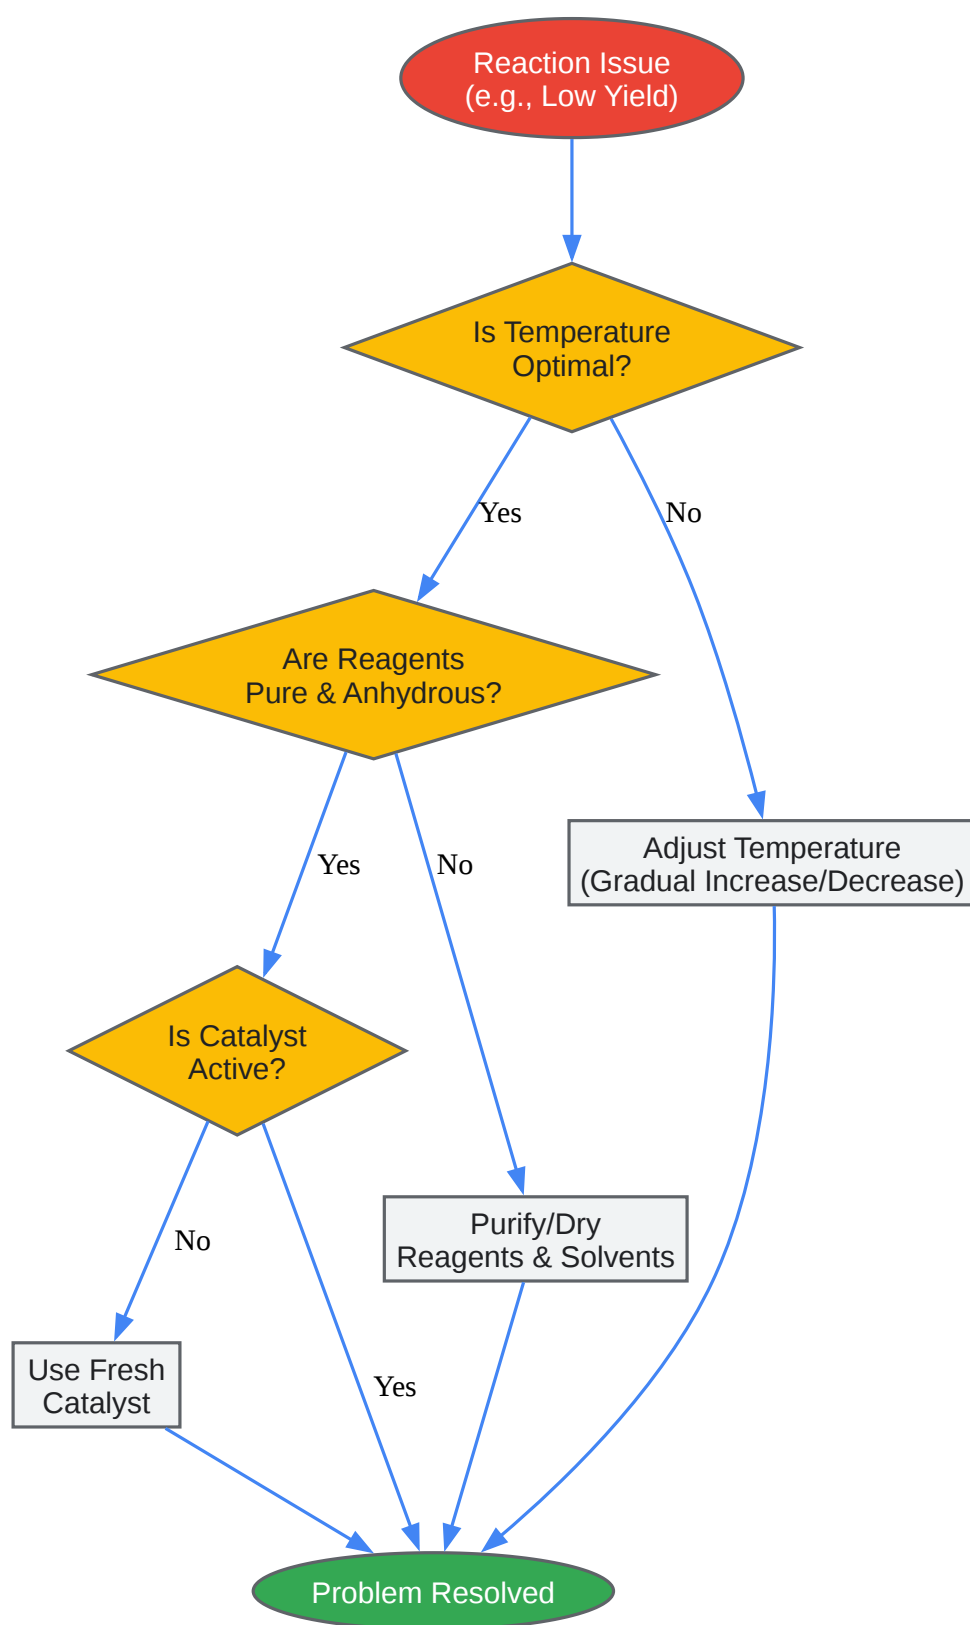 Reaction Issue
(e.g., Low Yield)
Is Temperature
Optimal?
Yes
No
Are Reagents
Pure & Anhydrous?
Yes
No
Adjust Temperature
(Gradual Increase/Decrease)
Is Catalyst
Active?
No
Purify/Dry
Reagents & Solvents
Use Fresh
Catalyst
Yes
Problem Resolved